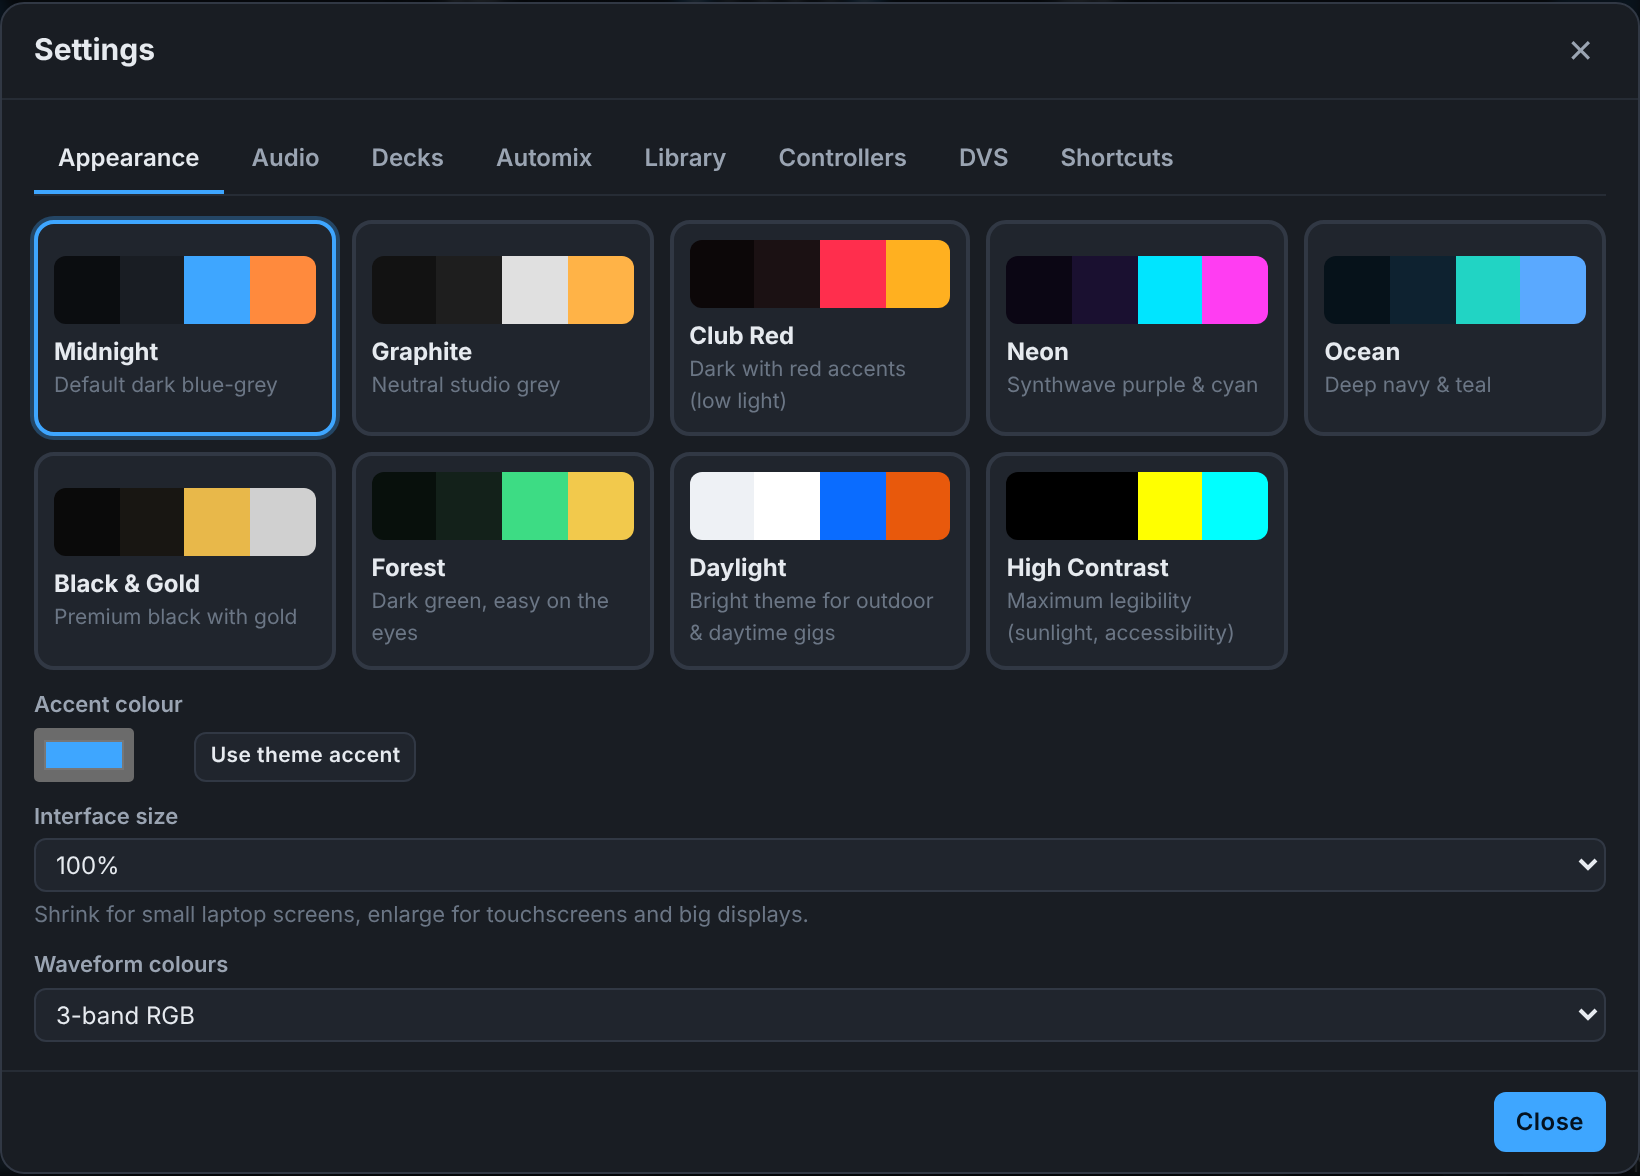 Settings
Appearance
Audio
Decks
Automix
Library
Controllers
DVS
Shortcuts
Midnight
Default dark blue-grey
Graphite
Neutral studio grey
Club Red
Dark with red accents
(low light)
Neon
Synthwave purple & cyan
Ocean
Deep navy & teal
Black & Gold
Premium black with gold
Forest
Dark green, easy on the
eyes
Daylight
Bright theme for outdoor
& daytime gigs
High Contrast
Maximum legibility
(sunlight, accessibility)
Accent colour
Use theme accent
Interface size
100%
Shrink for small laptop screens, enlarge for touchscreens and big displays.
Waveform colours
3-band RGB
Close